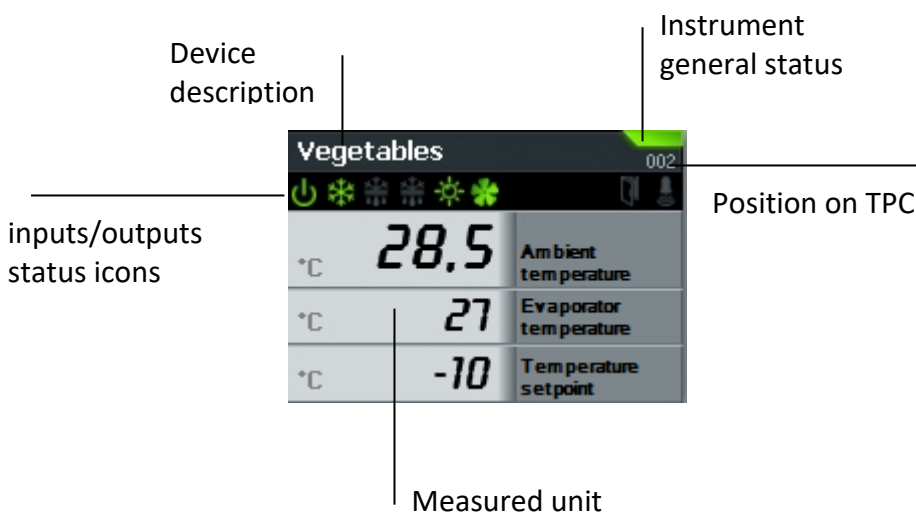 Device
description
Instrument
general status
Vegetables
002
Position on TPC
inputs/outputs
status icons
°C 28.5 Ambient
temperature
°C 27 Evaporator
temperature
°C -10 Temperature
setpoint
Measured unit